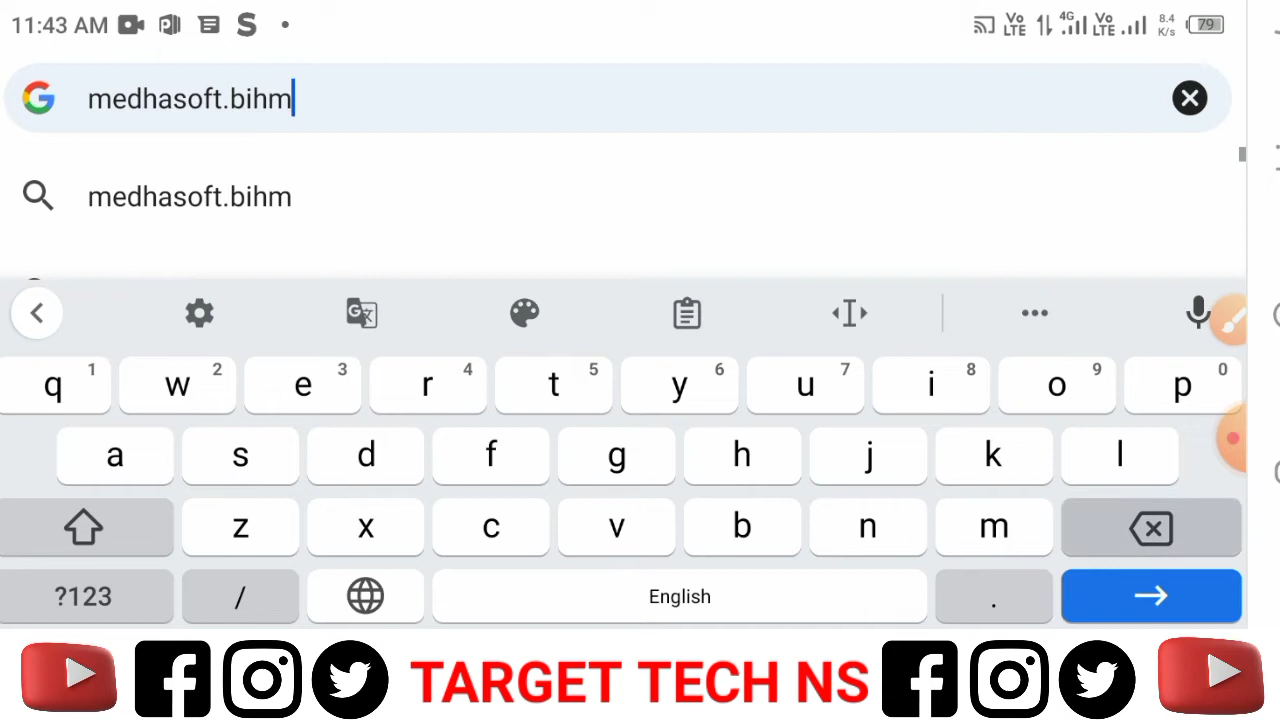 11:43 AM S Vo LTE 4G Vo LTE 8.4 K/s 79
medhasoft.bihm
medhasoft.bihm
q 1 w 2 e 3 r 4 t 5 y 6 u 7 i 8 o 9 p 0
a s d f g h j k l
z x c v b n m
?123 / English .
TARGET TECH NS